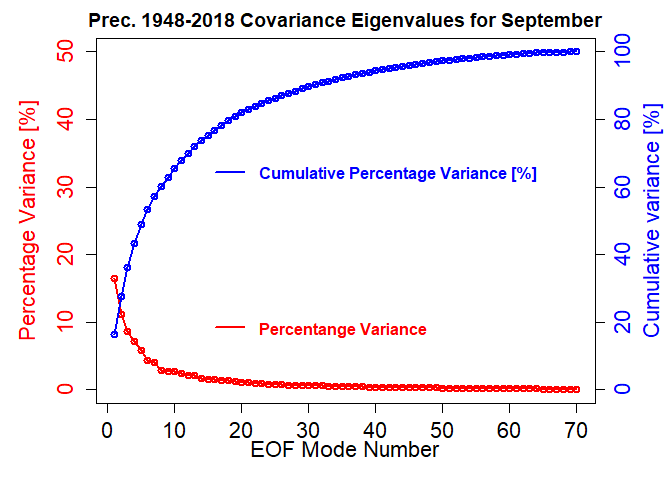 Prec. 1948-2018 Covariance Eigenvalues for September
50
40
30
20
10
0
Percentage Variance [%]
100
80
60
40
20
0
Cumulative variance [%]
Cumulative Percentage Variance [%]
Percentange Variance
0 10 20 30 40 50 60 70
EOF Mode Number